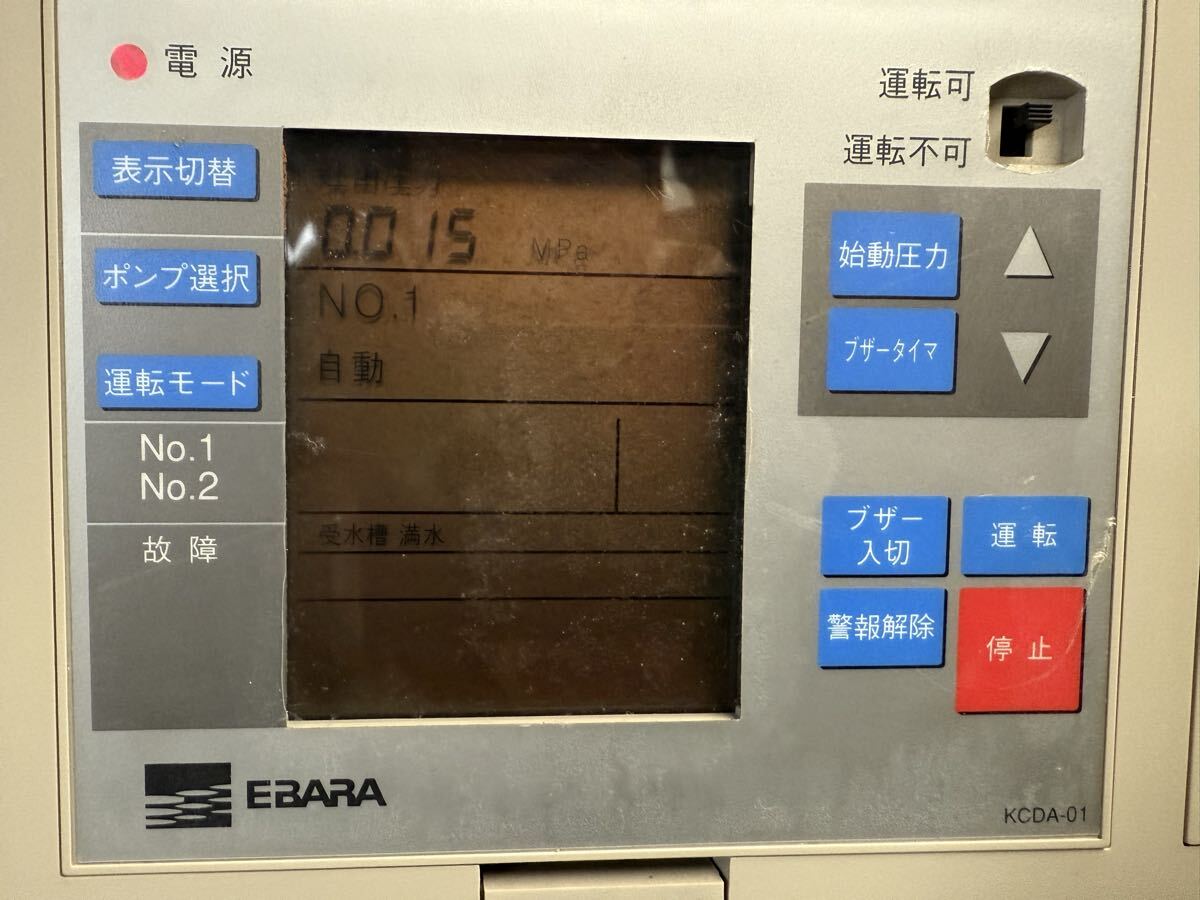 電源
運転可
運転不可
表示切替
ポンプ選択
運転モード
No.1
No.2
故障
0.015 MPa
NO.1
自動
受水槽 満水
始動圧力
ブザータイマ
ブザー
入切
運転
警報解除
停止
EBARA
KCDA-01